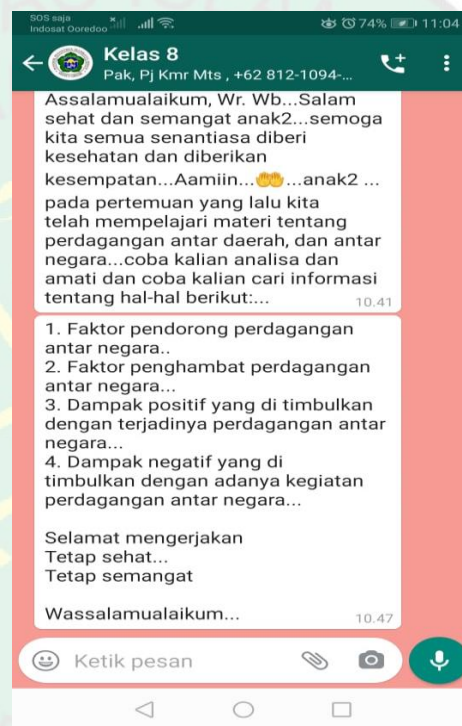 SOS saja
Indosat Ooredoo
74% 11:04
Kelas 8
Pak, Pj Kmr Mts , +62 812-1094-...
Assalamualaikum, Wr. Wb...Salam
sehat dan semangat anak2...semoga
kita semua senantiasa diberi
kesehatan dan diberikan
kesempatan...Aamiin...🤲...anak2 ...
pada pertemuan yang lalu kita
telah mempelajari materi tentang
perdagangan antar daerah, dan antar
negara...coba kalian analisa dan
amati dan coba kalian cari informasi
tentang hal-hal berikut:...
10.41
1. Faktor pendorong perdagangan
antar negara..
2. Faktor penghambat perdagangan
antar negara...
3. Dampak positif yang di timbulkan
dengan terjadinya perdagangan antar
negara...
4. Dampak negatif yang di
timbulkan dengan adanya kegiatan
perdagangan antar negara...
Selamat mengerjakan
Tetap sehat...
Tetap semangat
Wassalamualaikum...
10.47
Ketik pesan